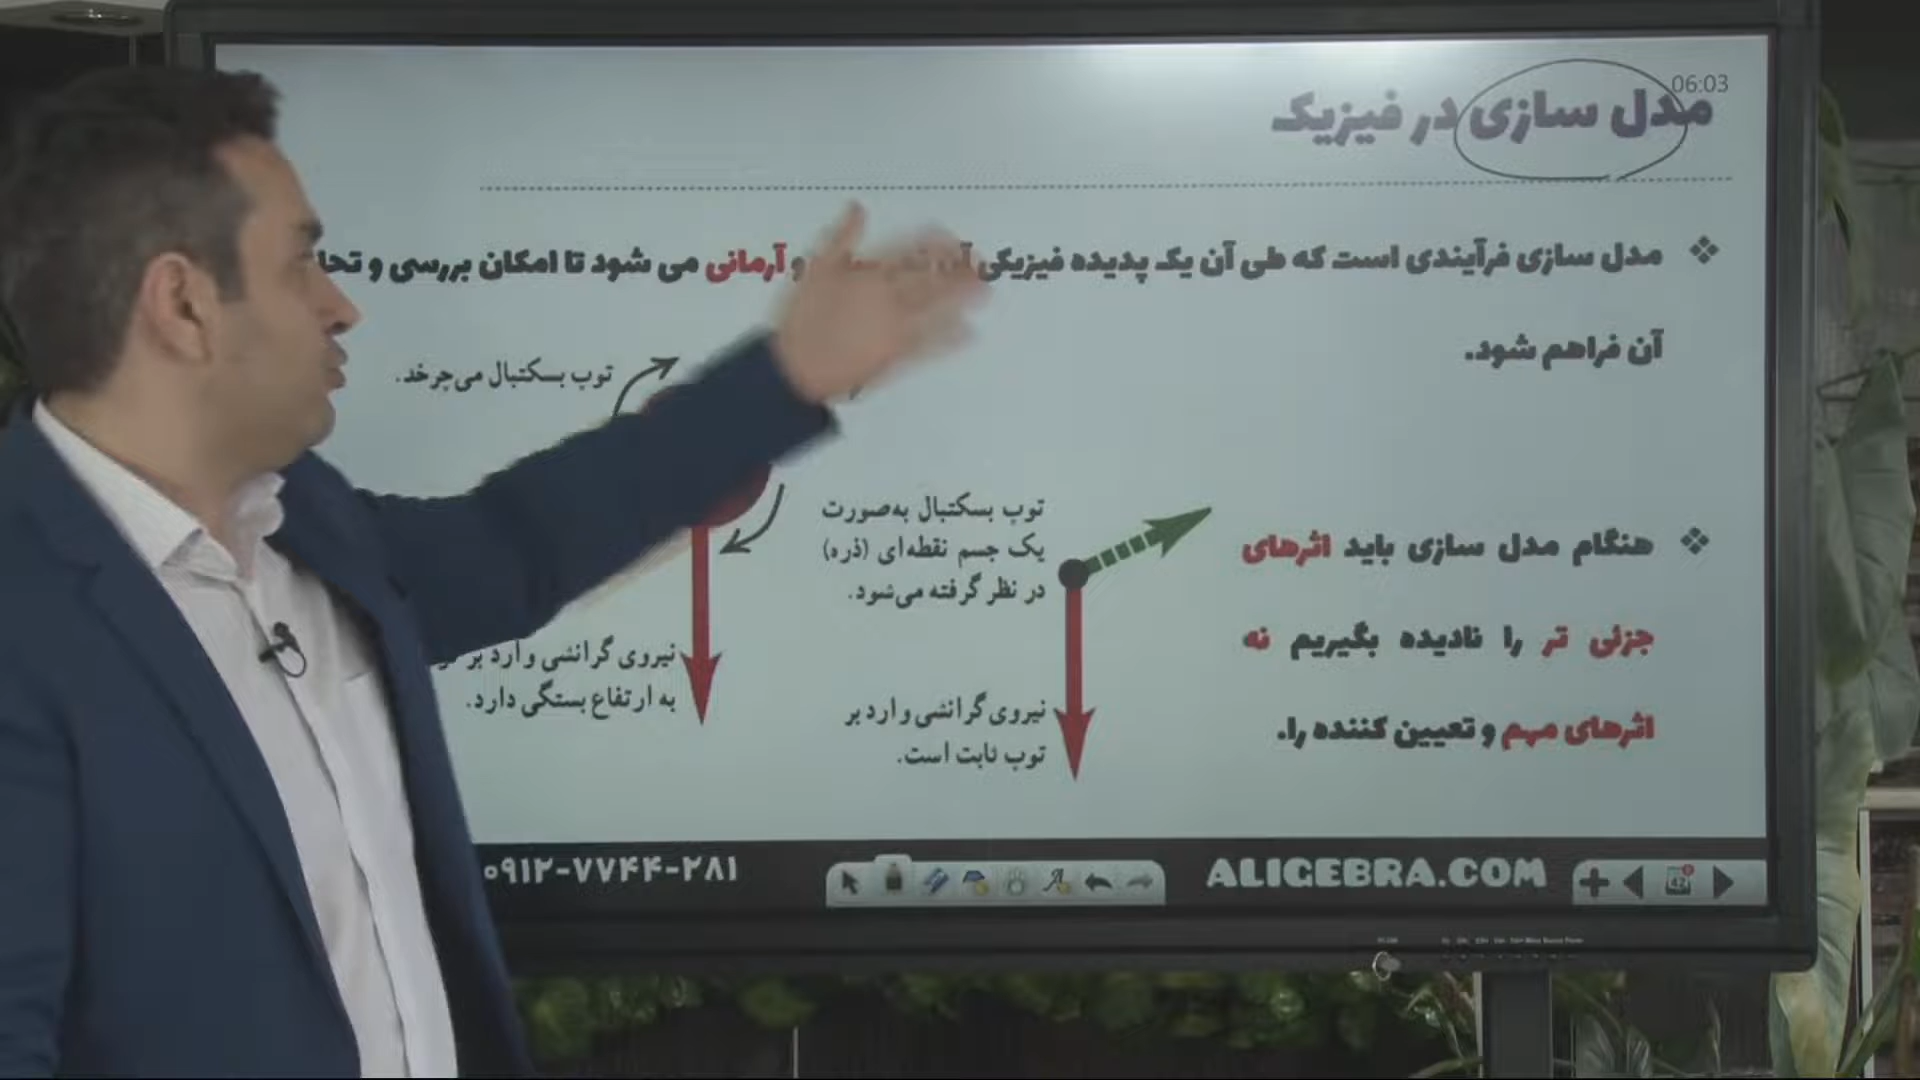 06:03
مدل سازی در فیزیک
❖ مدل سازی فرآیندی است که طی آن یک پدیده فیزیکی آن و آرمانی می شود تا امکان بررسی و
آن فراهم شود.
توپ بسکتبال می‌چرخد.
توپ بسکتبال به‌صورت
یک جسم نقطه‌ای (ذره)
در نظر گرفته می‌شود.
❖ هنگام مدل سازی باید اثرهای
جزئی تر را نادیده بگیریم نه
اثرهای مهم و تعیین کننده را.
نیروی گرانشی وارد بر
به ارتفاع بستگی دارد.
نیروی گرانشی وارد بر
توپ ثابت است.
۰۹۱۲-۷۷۴۴-۲۸۱
ALIGEBRA.COM
42